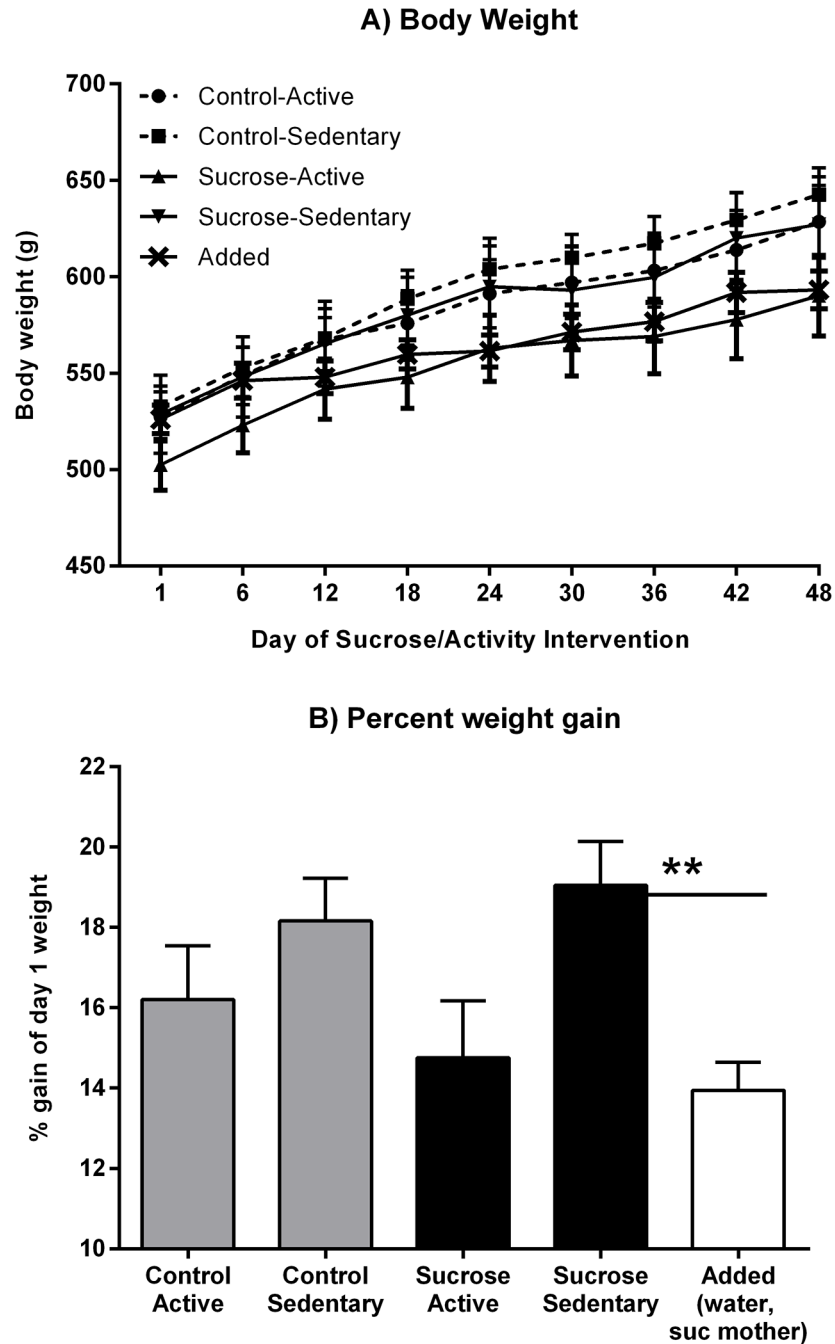 A) Body Weight
700
650
600
550
500
450
Body weight (g)
Control-Active
Control-Sedentary
Sucrose-Active
Sucrose-Sedentary
Added
1 6 12 18 24 30 36 42 48
Day of Sucrose/Activity Intervention
B) Percent weight gain
22
20
18
16
14
12
10
% gain of day 1 weight
**
Control
Active
Control
Sedentary
Sucrose
Active
Sucrose
Sedentary
Added
(water,
suc mother)